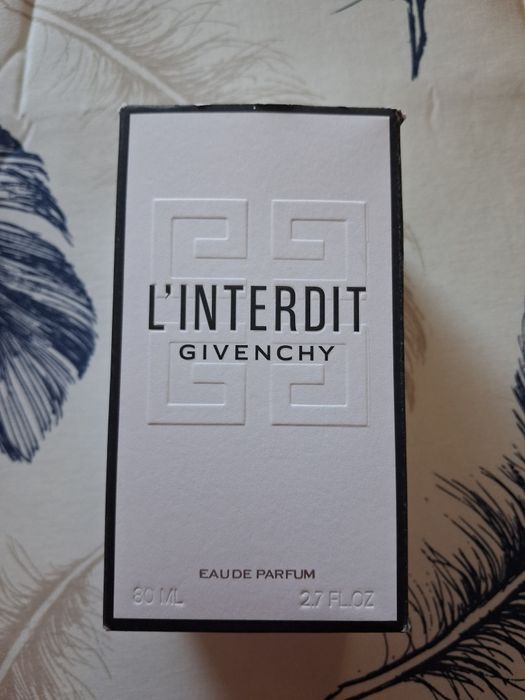 L'INTERDIT
GIVENCHY
EAU DE PARFUM
80 ML 2.7 FL.OZ